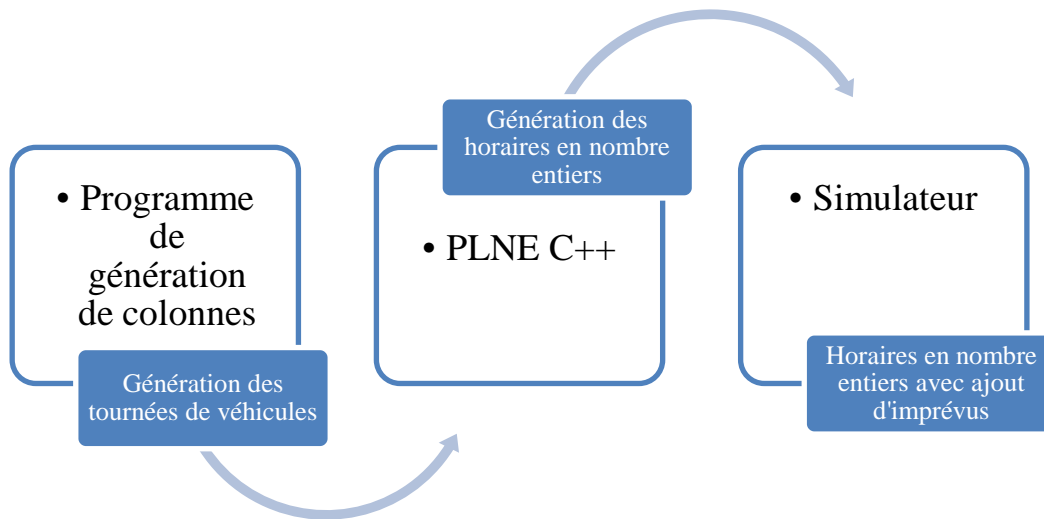 • Programme
de
génération
de colonnes
Génération des
tournées de véhicules
Génération des
horaires en nombre
entiers
• PLNE C++
• Simulateur
Horaires en nombre
entiers avec ajout
d'imprévus